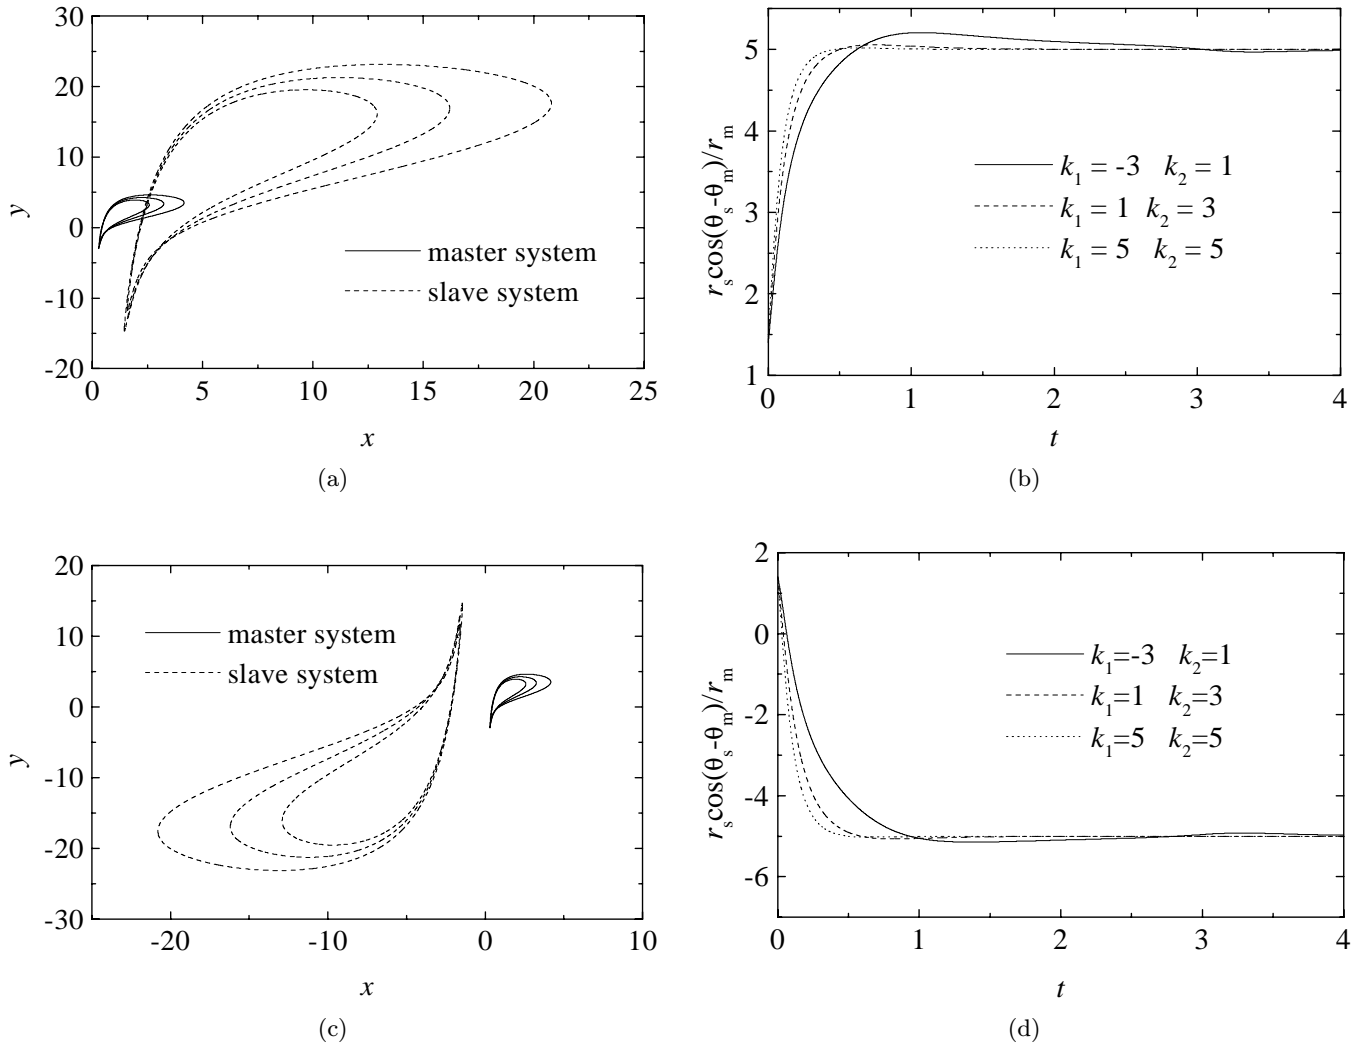 30
20
10
0
-10
-20
y
0 5 10 15 20 25
x
master system
slave system
(a)
5
4
3
2
1
r_s cos(θ_s-θ_m)/r_m
0 1 2 3 4
t
k_1 = -3 k_2 = 1
k_1 = 1 k_2 = 3
k_1 = 5 k_2 = 5
(b)
20
10
0
-10
-20
-30
y
-20 -10 0 10
x
master system
slave system
(c)
2
0
-2
-4
-6
r_s cos(θ_s-θ_m)/r_m
0 1 2 3 4
t
k_1=-3 k_2=1
k_1=1 k_2=3
k_1=5 k_2=5
(d)